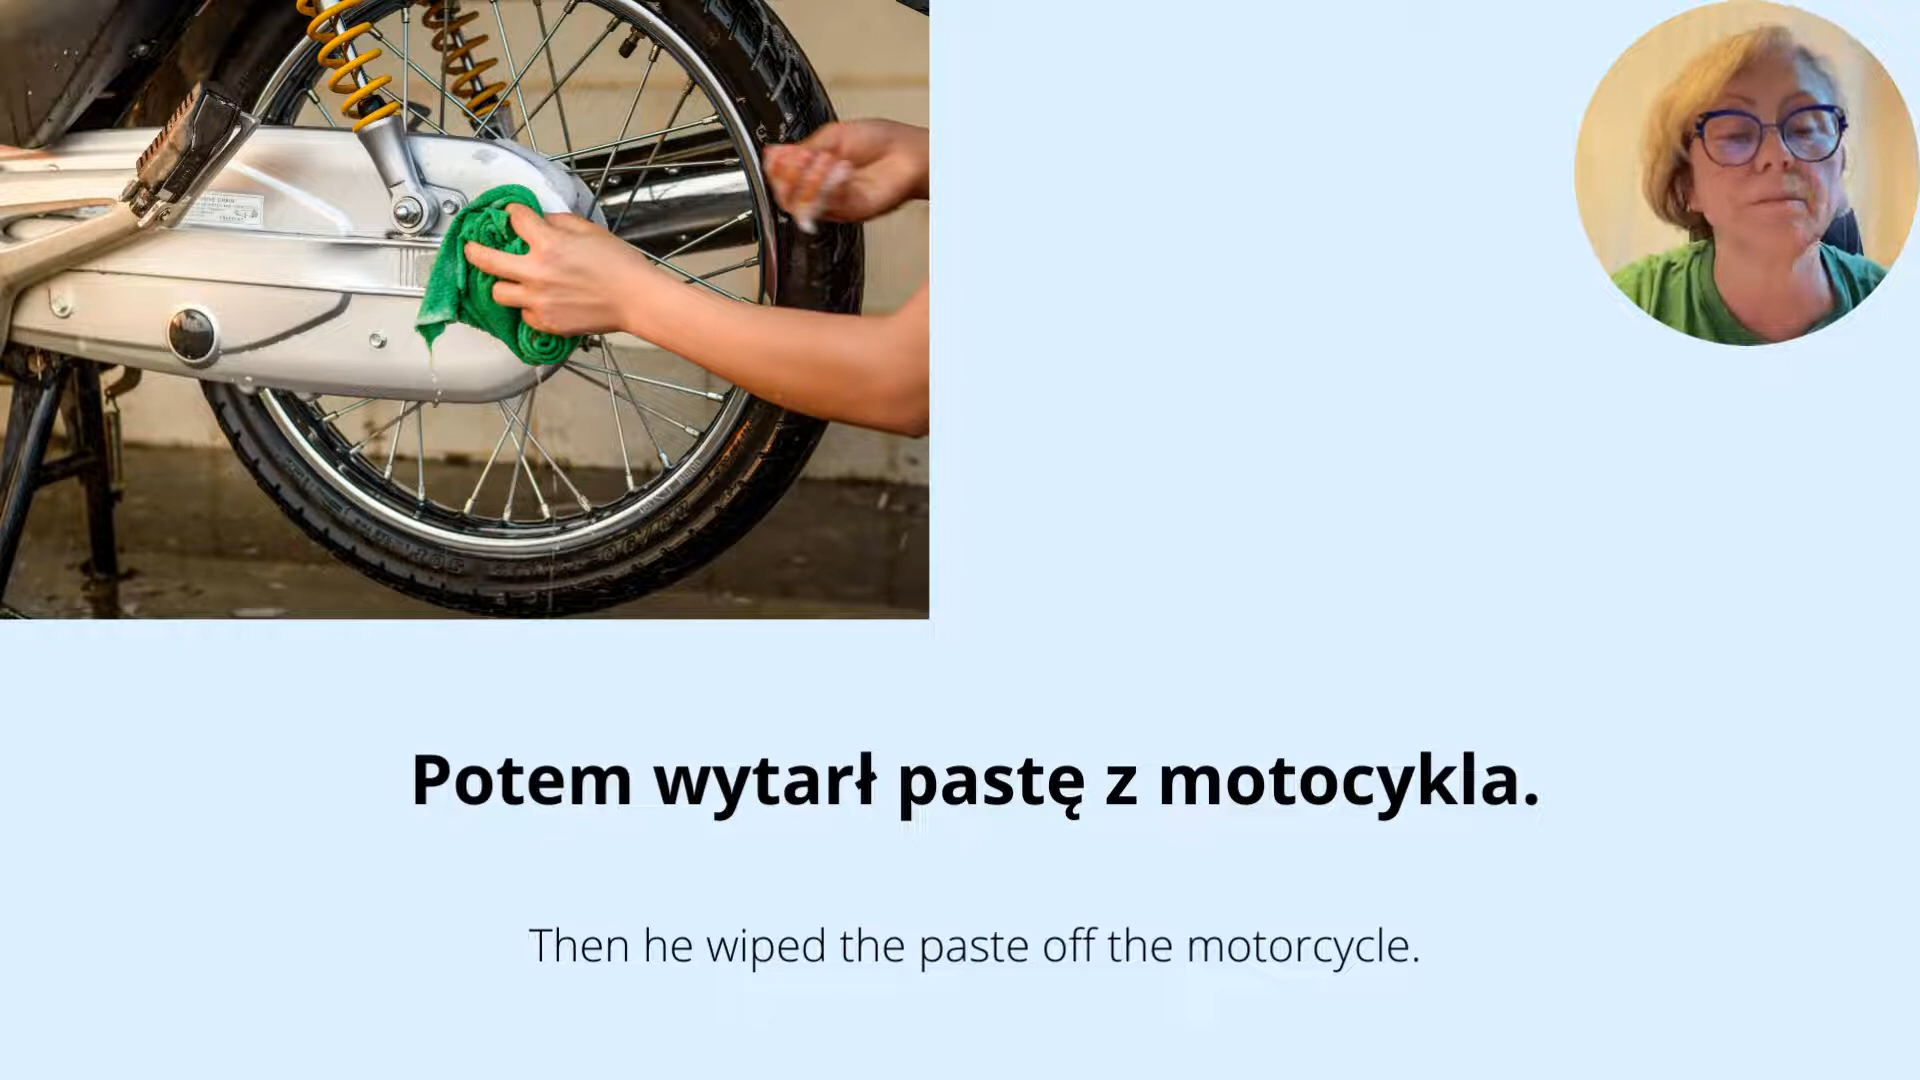 Potem wytarł pastę z motocykla.
Then he wiped the paste off the motorcycle.